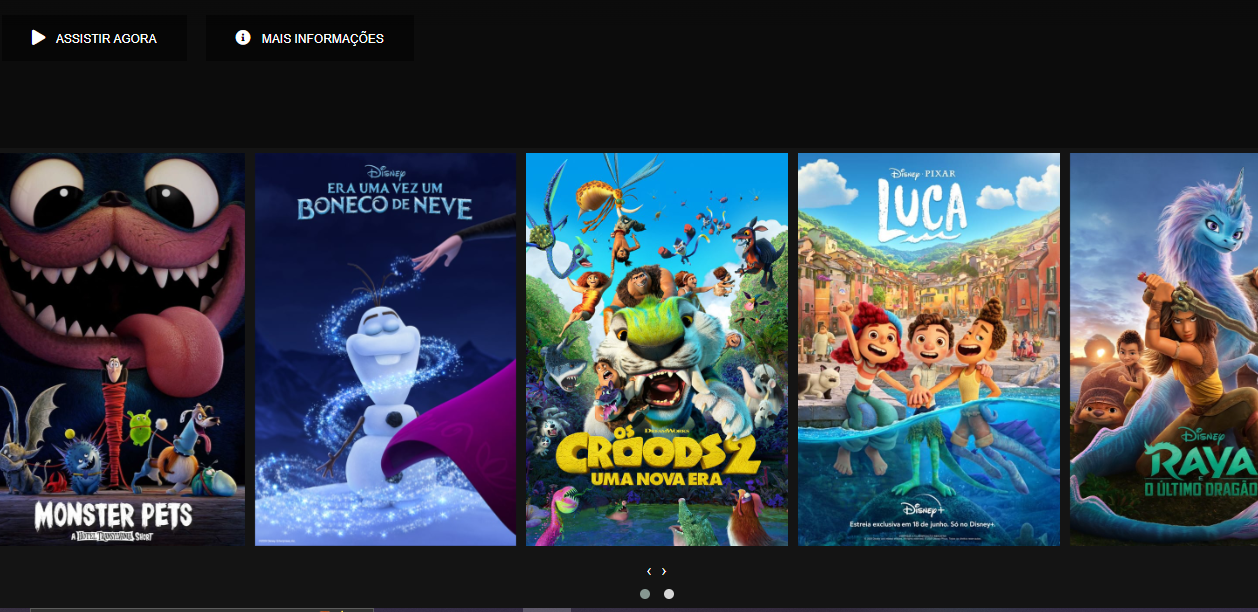 ASSISTIR AGORA
MAIS INFORMAÇÕES
MONSTER PETS
A HOTEL TRANSYLVANIA SHORT
Disney
ERA UMA VEZ UM
BONECO DE NEVE
DreamWorks
OS
CROODS 2
UMA NOVA ERA
Disney · PIXAR
LUCA
Disney+
Estreia exclusiva em 18 de junho. Só no Disney+.
Disney
RAYA
E
O ÚLTIMO DRAGÃO
‹ ›